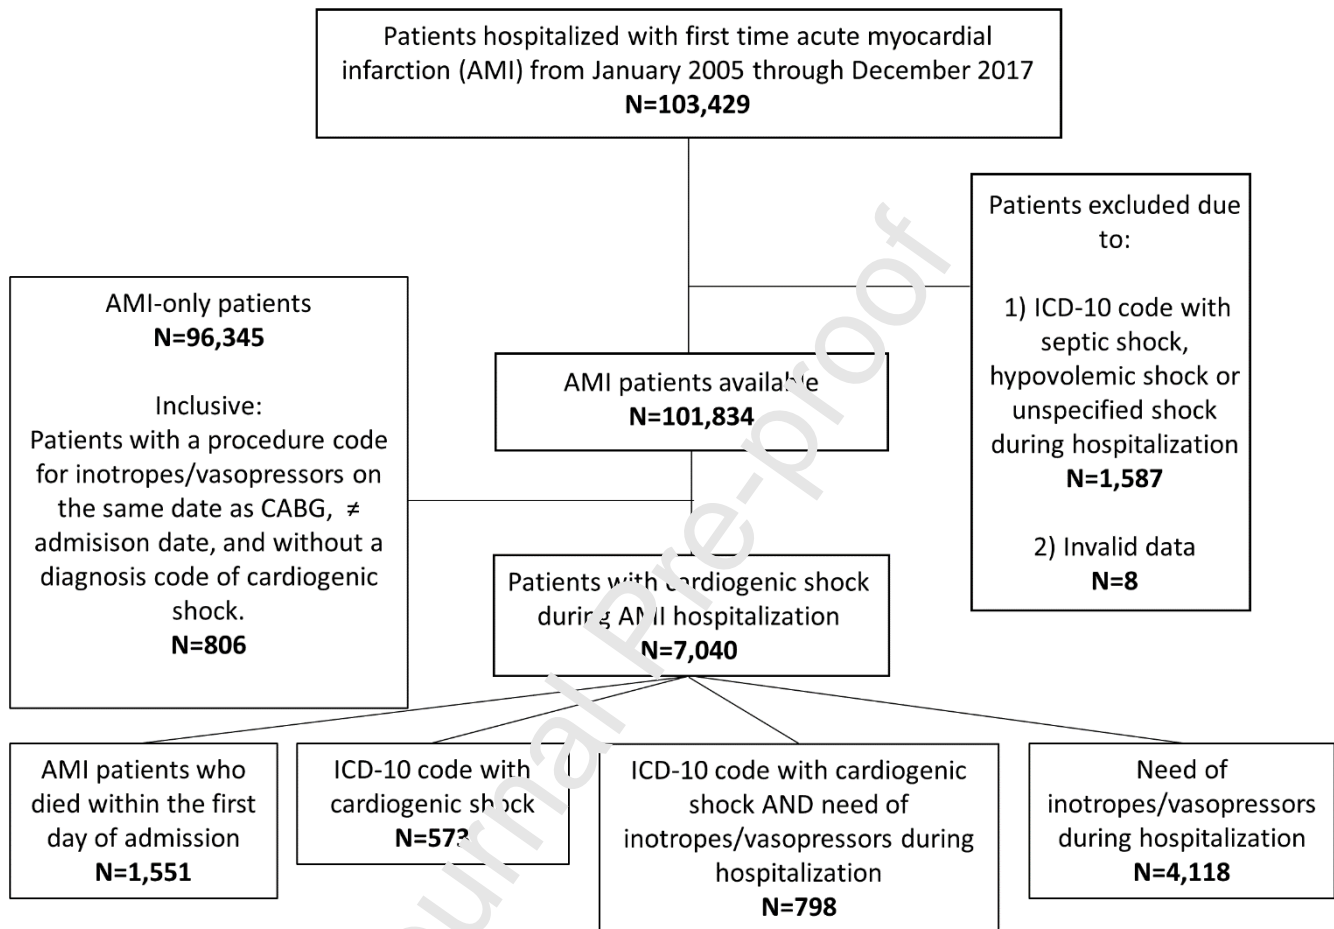 Patients hospitalized with first time acute myocardial
infarction (AMI) from January 2005 through December 2017
N=103,429
Patients excluded due
to:
1) ICD-10 code with
septic shock,
hypovolemic shock or
unspecified shock
during hospitalization
N=1,587
2) Invalid data
N=8
AMI-only patients
N=96,345
Inclusive:
Patients with a procedure code
for inotropes/vasopressors on
the same date as CABG, ≠
admisison date, and without a
diagnosis code of cardiogenic
shock.
N=806
AMI patients available
N=101,834
Patients with cardiogenic shock
during AMI hospitalization
N=7,040
AMI patients who
died within the first
day of admission
N=1,551
ICD-10 code with
cardiogenic shock
N=573
ICD-10 code with cardiogenic
shock AND need of
inotropes/vasopressors during
hospitalization
N=798
Need of
inotropes/vasopressors
during hospitalization
N=4,118
Journal Pre-proof